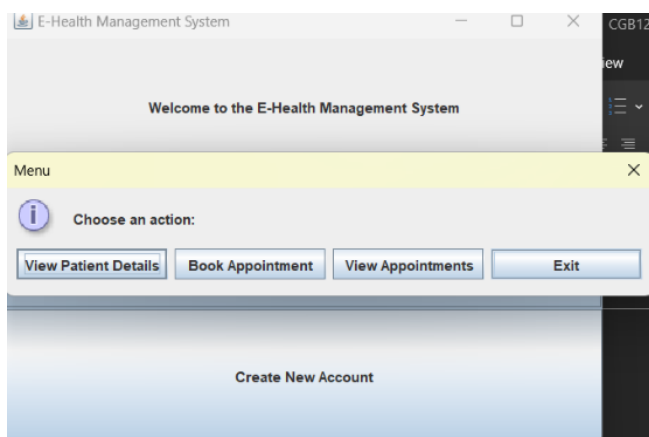 E-Health Management System
CGB12
iew
Welcome to the E-Health Management System
Menu
Choose an action:
View Patient Details Book Appointment View Appointments Exit
Create New Account